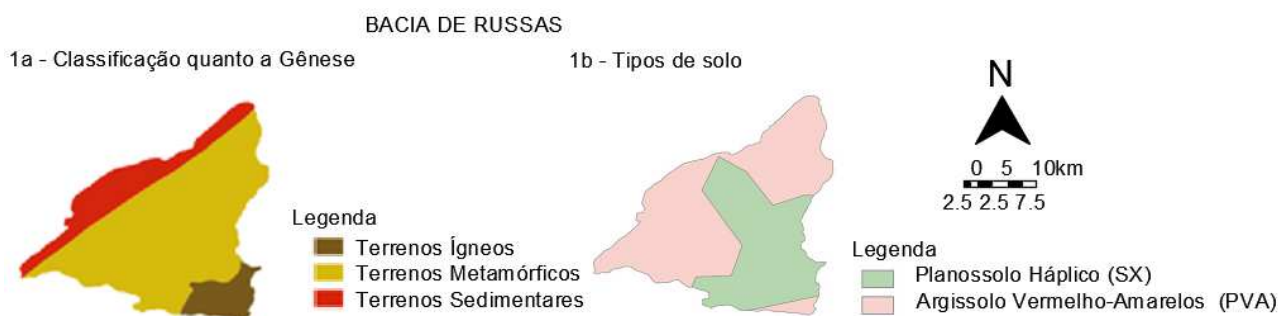 BACIA DE RUSSAS
1a - Classificação quanto a Gênese
Legenda
Terrenos Ígneos
Terrenos Metamórficos
Terrenos Sedimentares
1b - Tipos de solo
Legenda
Planossolo Háplico (SX)
Argissolo Vermelho-Amarelos (PVA)
N
0 5 10km
2.5 2.5 7.5